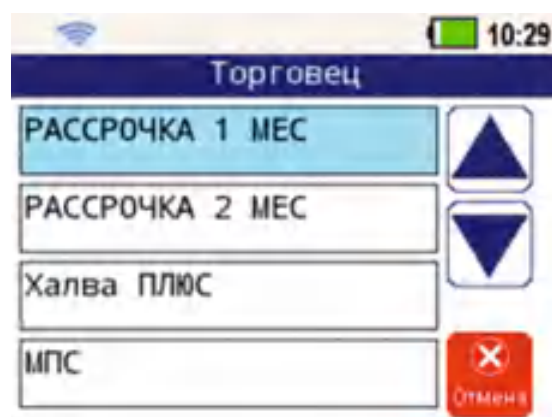 10:29
Торговец
РАССРОЧКА 1 МЕС
РАССРОЧКА 2 МЕС
Халва ПЛЮС
МПС
Отмена